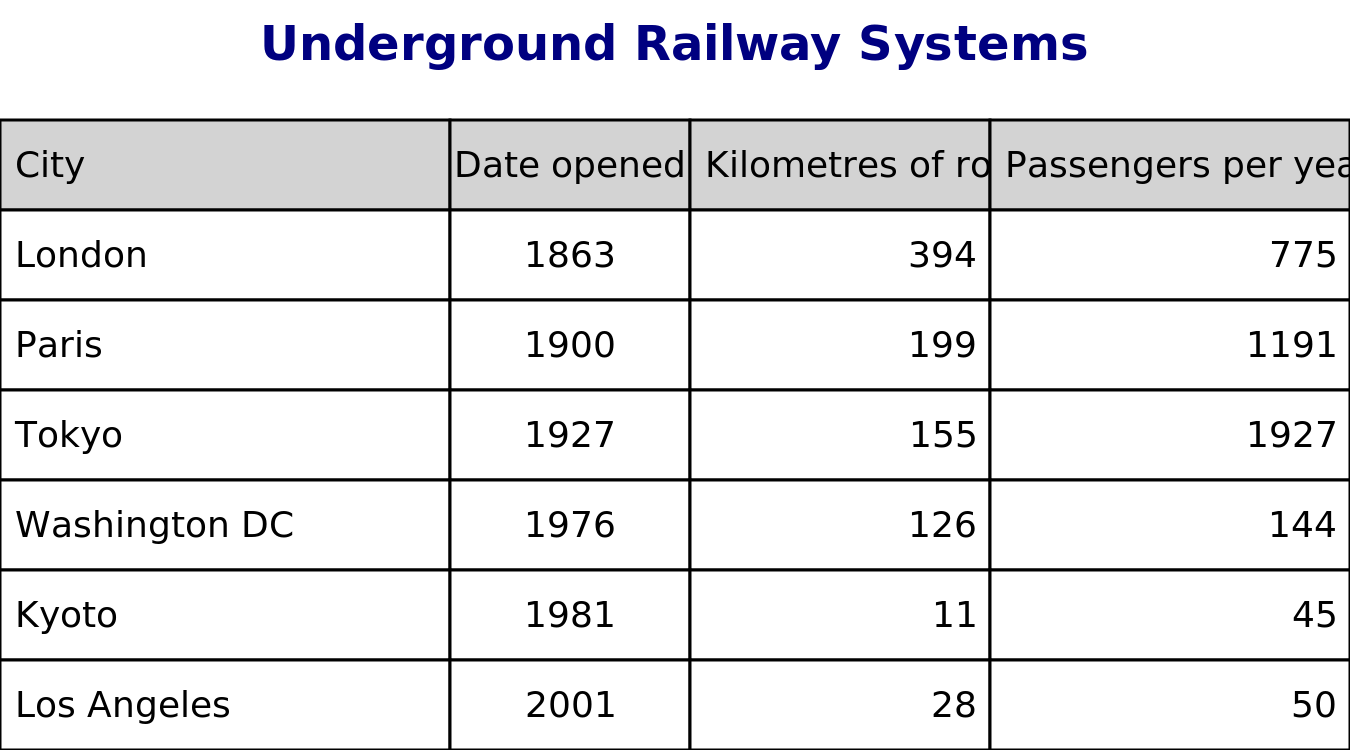 Underground Railway Systems
City Date opened Kilometres of ro Passengers per yea
London 1863 394 775
Paris 1900 199 1191
Tokyo 1927 155 1927
Washington DC 1976 126 144
Kyoto 1981 11 45
Los Angeles 2001 28 50